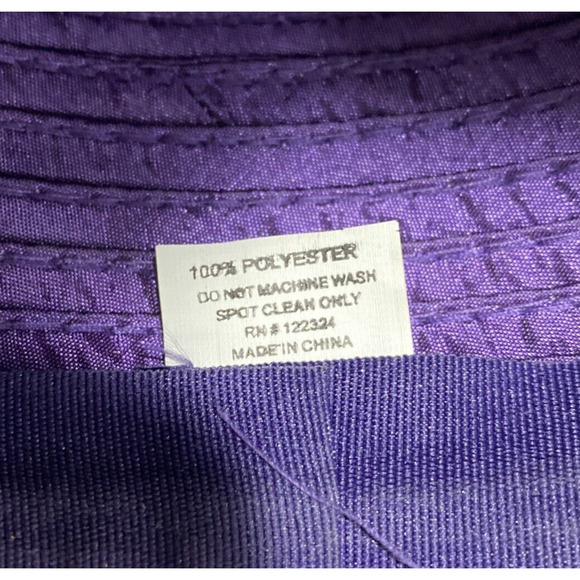 100% POLYESTER
DO NOT MACHINE WASH
SPOT CLEAN ONLY
RN # 122324
MADE IN CHINA